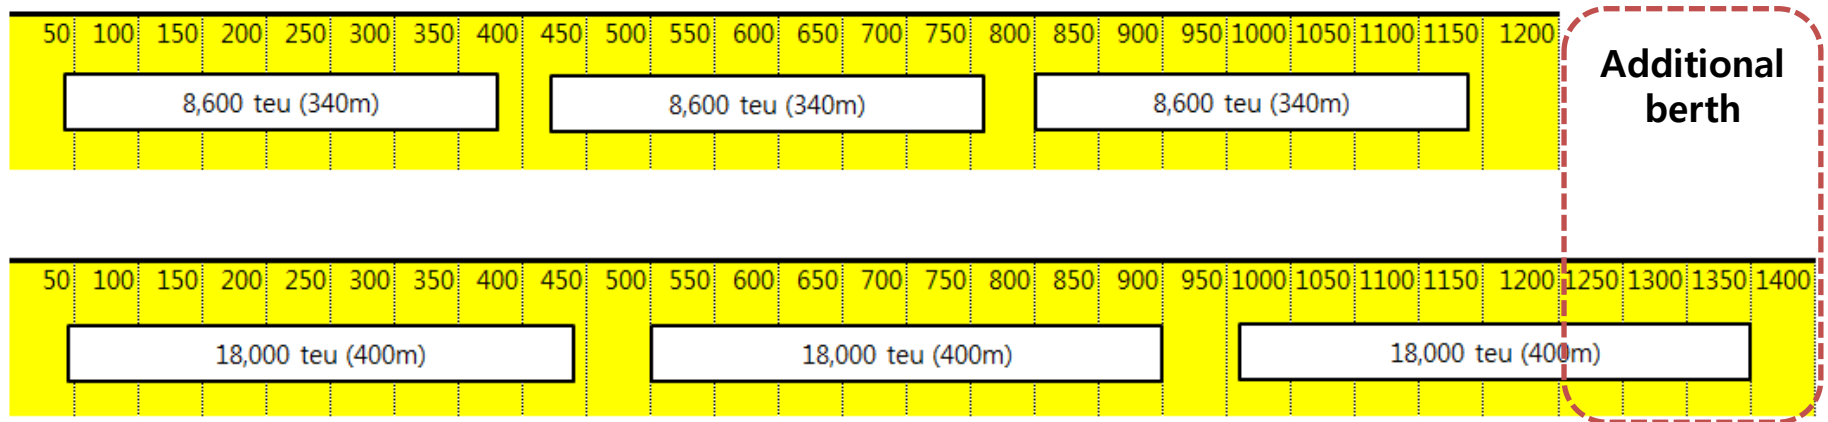 50 100 150 200 250 300 350 400 450 500 550 600 650 700 750 800 850 900 950 1000 1050 1100 1150 1200
Additional
berth
8,600 teu (340m) 8,600 teu (340m) 8,600 teu (340m)
50 100 150 200 250 300 350 400 450 500 550 600 650 700 750 800 850 900 950 1000 1050 1100 1150 1200 1250 1300 1350 1400
18,000 teu (400m) 18,000 teu (400m) 18,000 teu (400m)